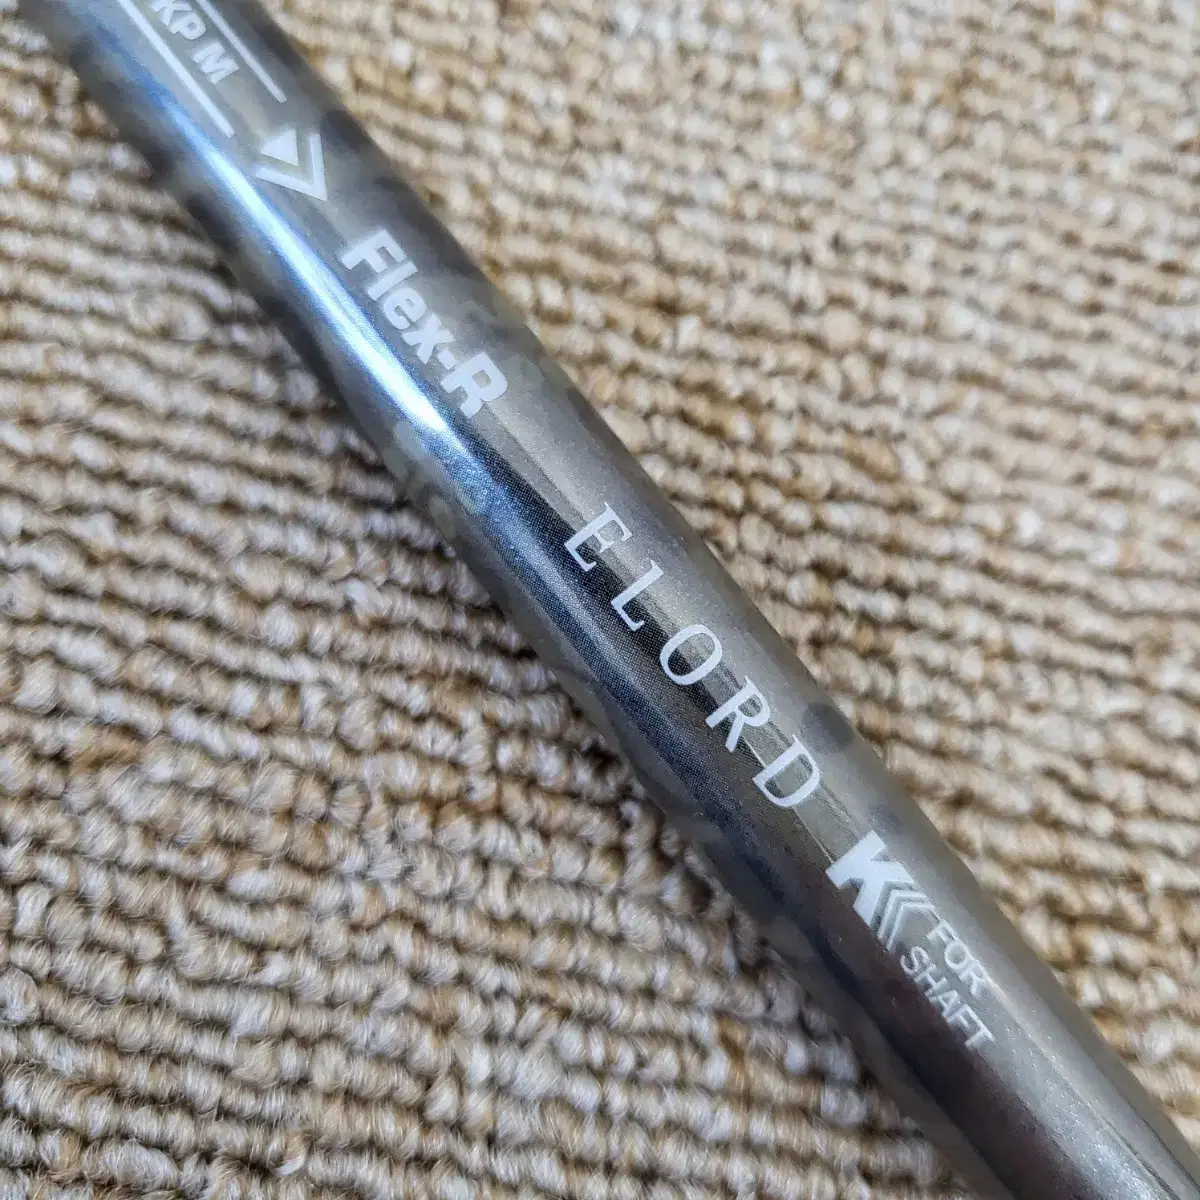 KP M
Flex-R
ELORD
K FOR
SHAFT